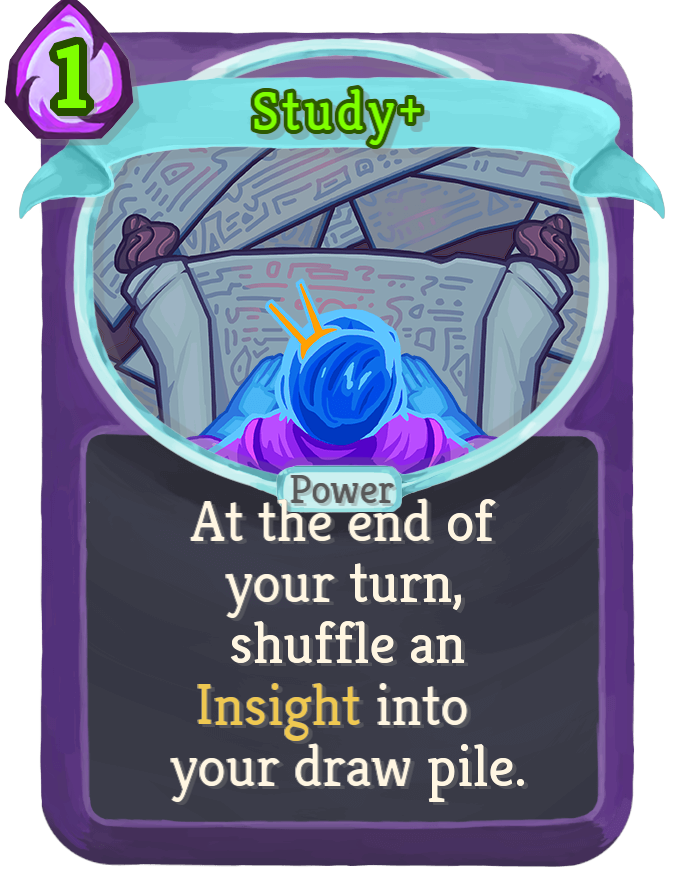 1
Study+
Power
At the end of
your turn,
shuffle an
Insight into
your draw pile.